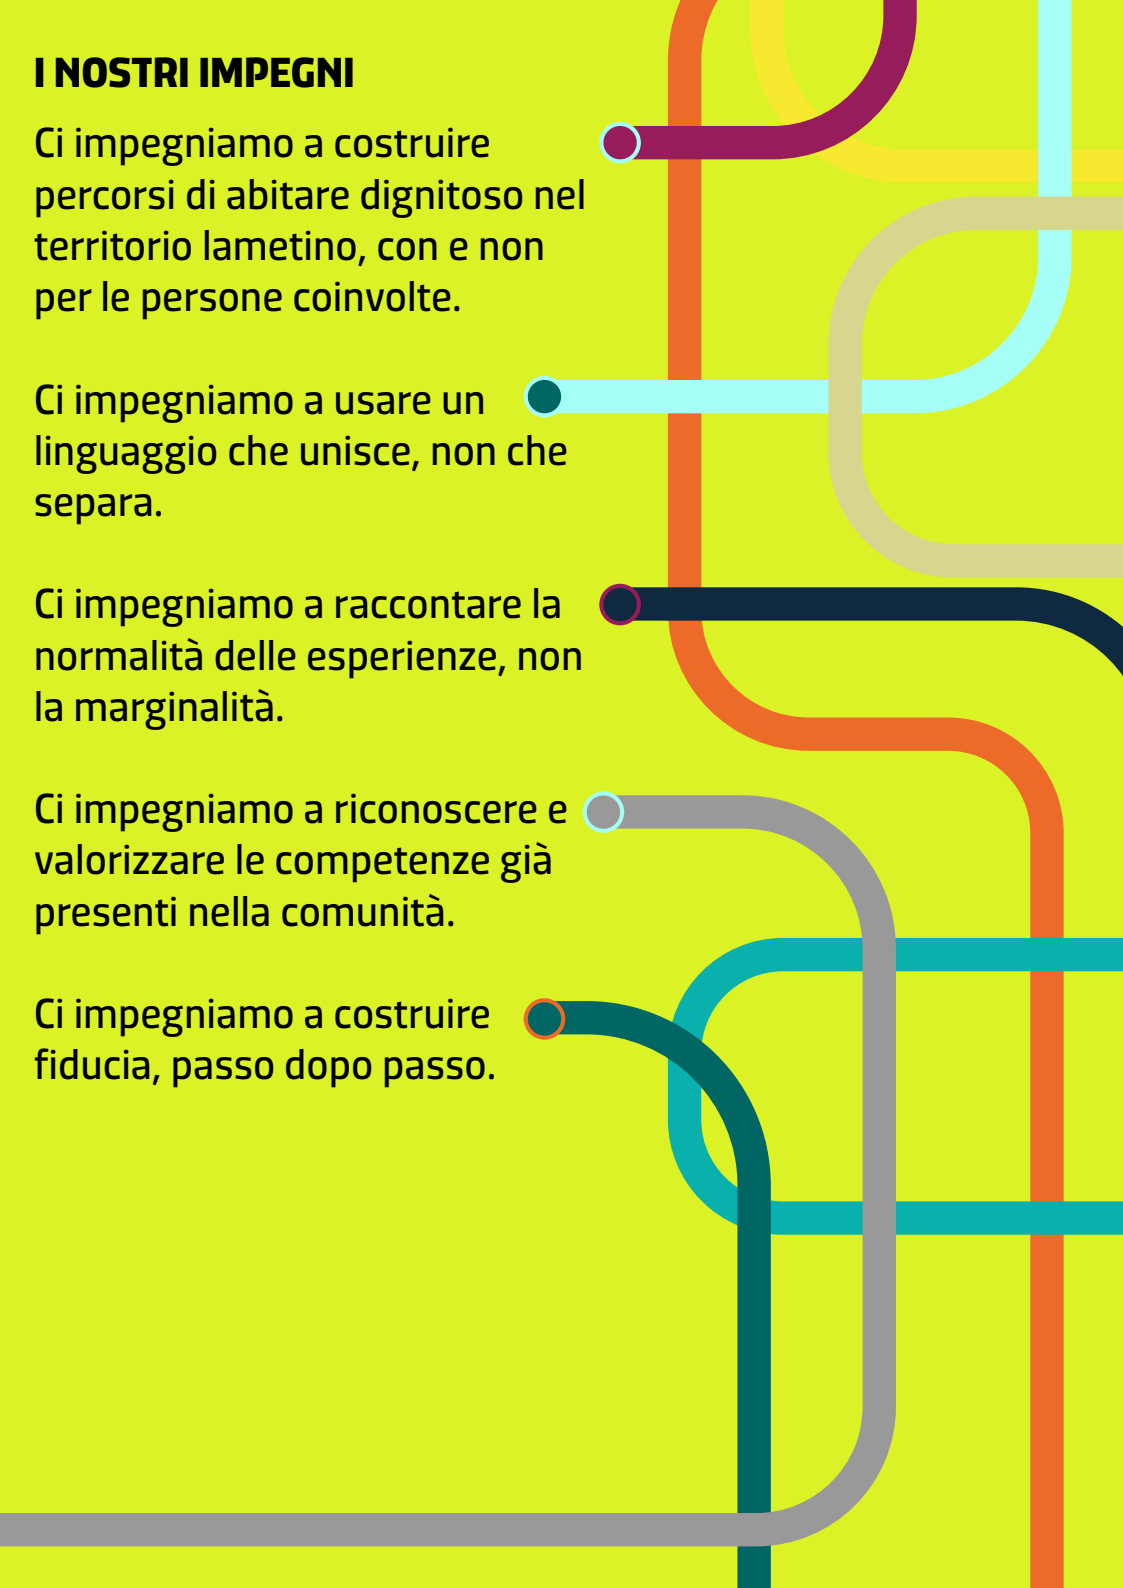 I NOSTRI IMPEGNI
Ci impegniamo a costruire
percorsi di abitare dignitoso nel
territorio lametino, con e non
per le persone coinvolte.
Ci impegniamo a usare un
linguaggio che unisce, non che
separa.
Ci impegniamo a raccontare la
normalità delle esperienze, non
la marginalità.
Ci impegniamo a riconoscere e
valorizzare le competenze già
presenti nella comunità.
Ci impegniamo a costruire
fiducia, passo dopo passo.